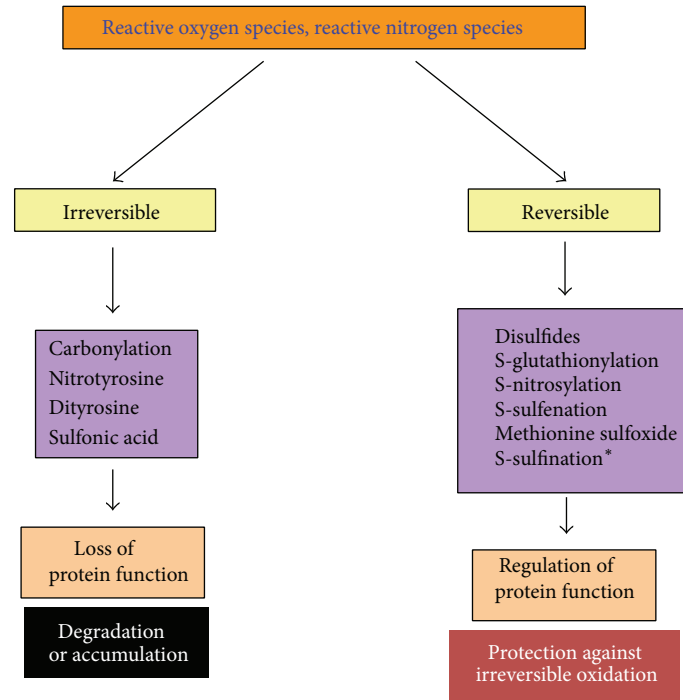 Reactive oxygen species, reactive nitrogen species
Irreversible
Carbonylation
Nitrotyrosine
Dityrosine
Sulfonic acid
Loss of
protein function
Degradation
or accumulation
Reversible
Disulfides
S-glutathionylation
S-nitrosylation
S-sulfenation
Methionine sulfoxide
S-sulfination*
Regulation of
protein function
Protection against
irreversible oxidation